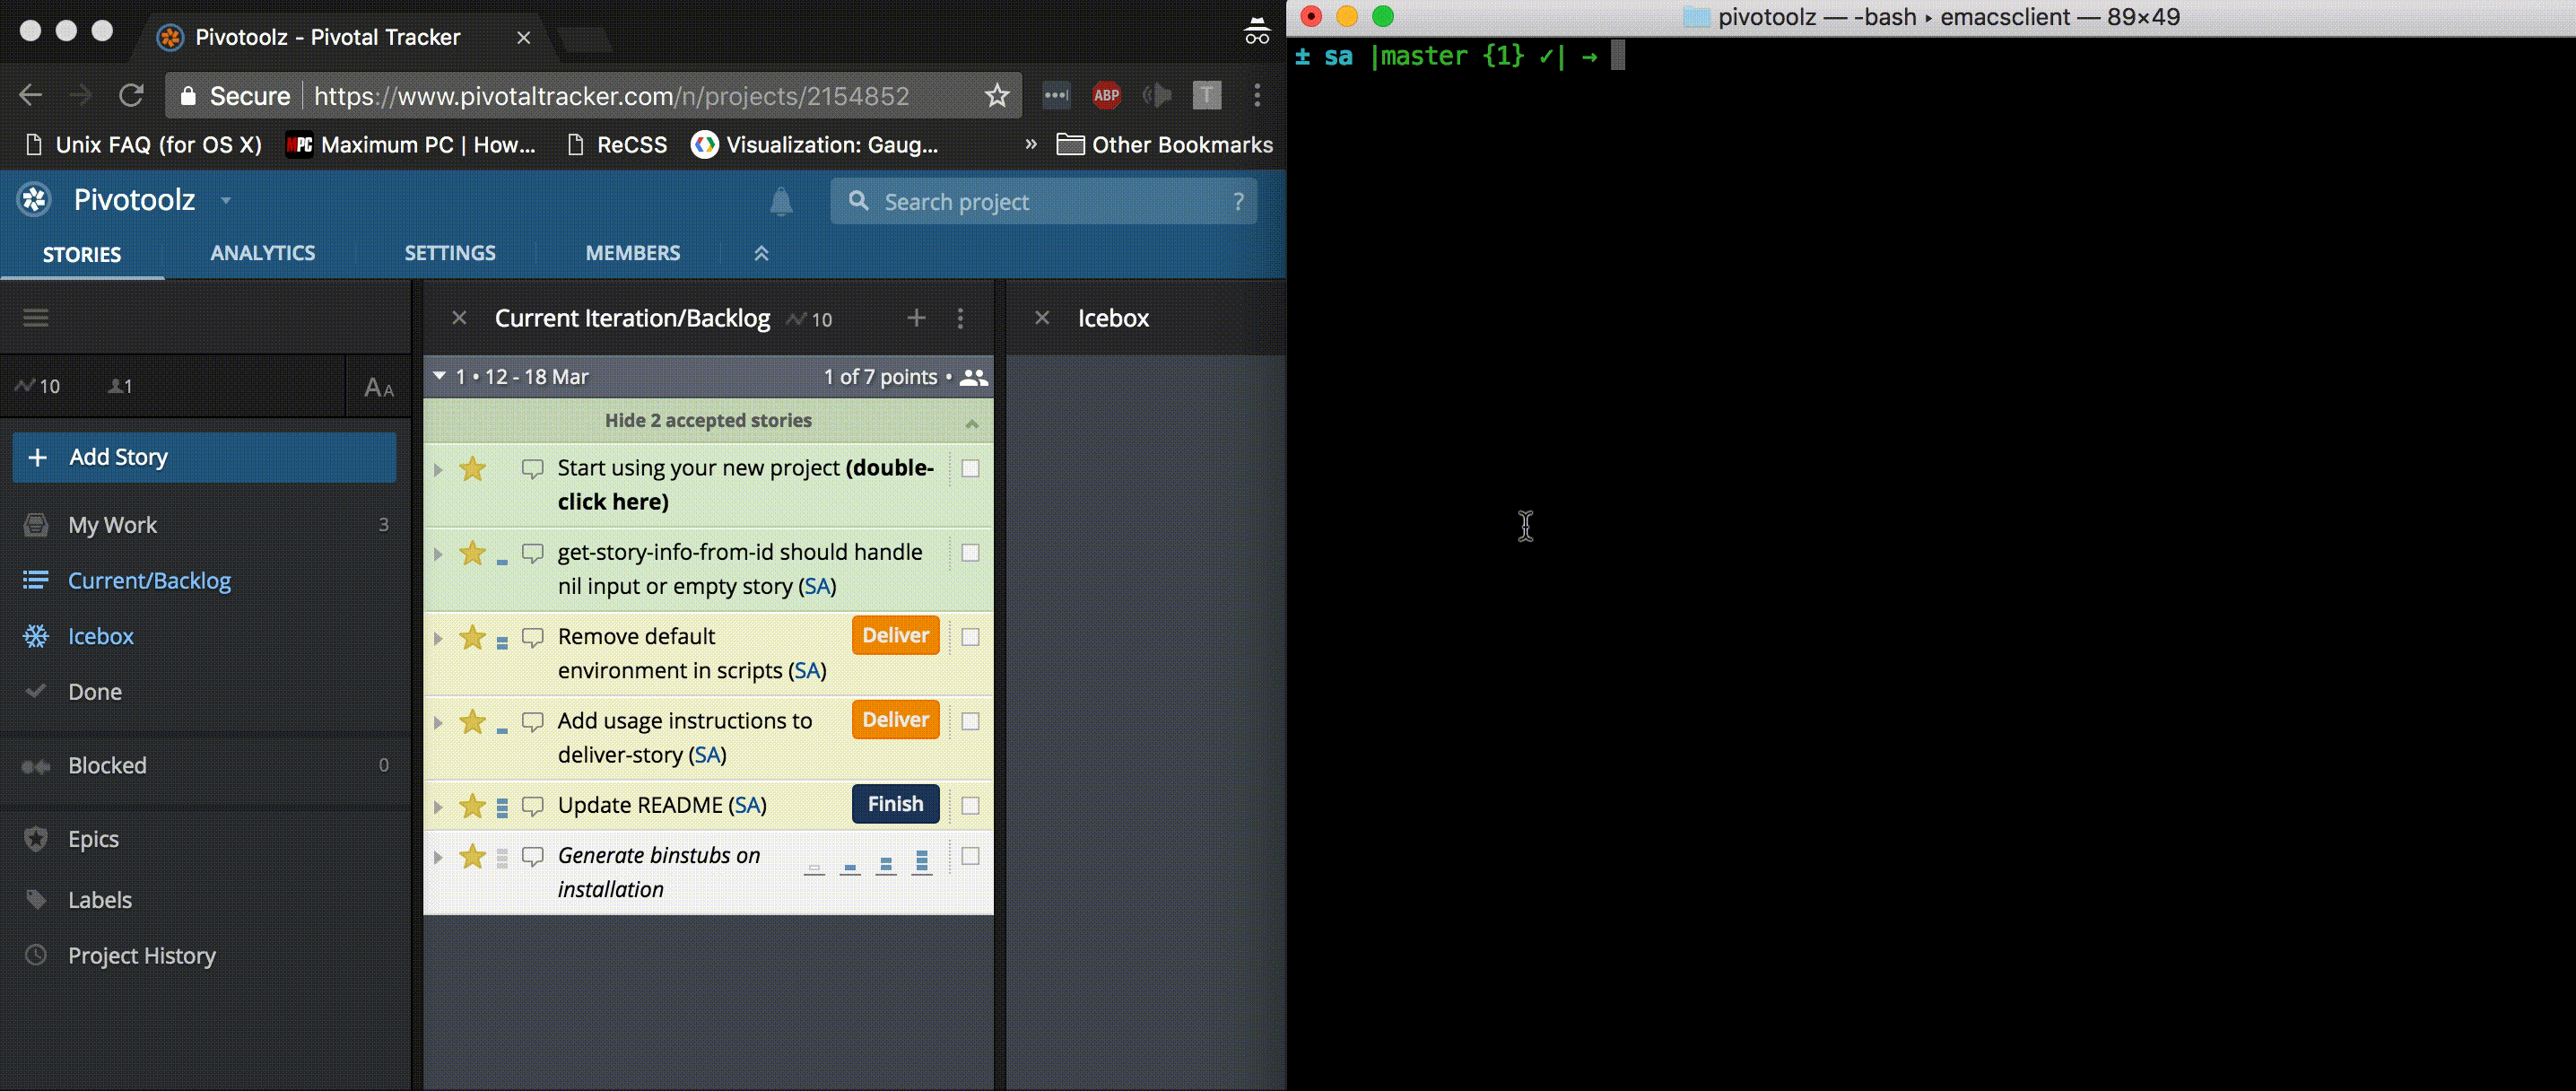 Pivotoolz - Pivotal Tracker
Secure https://www.pivotaltracker.com/n/projects/2154852
ABP
T
Unix FAQ (for OS X)
MPC Maximum PC | How...
ReCSS
Visualization: Gaug...
» Other Bookmarks
Pivotoolz
Search project ?
STORIES ANALYTICS SETTINGS MEMBERS
Current Iteration/Backlog 10
Icebox
10 1 AA
1 • 12 - 18 Mar 1 of 7 points •
Hide 2 accepted stories
+ Add Story
My Work 3
Current/Backlog
Icebox
Done
Blocked 0
Epics
Labels
Project History
Start using your new project (double-
click here)
get-story-info-from-id should handle
nil input or empty story (SA)
Remove default Deliver
environment in scripts (SA)
Add usage instructions to Deliver
deliver-story (SA)
Update README (SA) Finish
Generate binstubs on
installation
pivotoolz — -bash ▸ emacsclient — 89×49
± sa |master {1} ✓| →